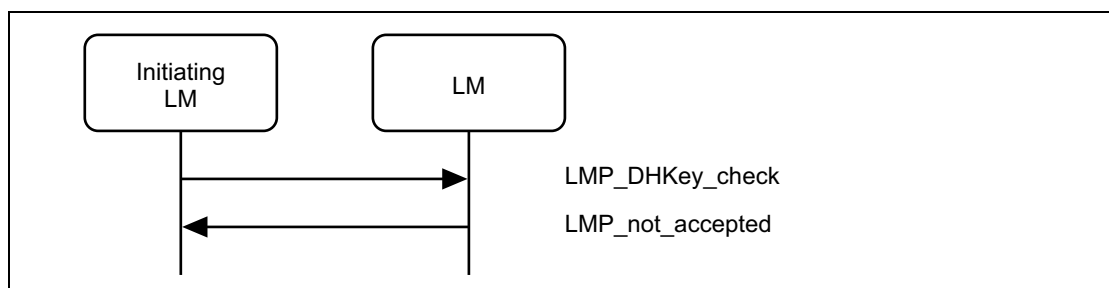 Initiating
LM
LM
LMP_DHKey_check
LMP_not_accepted